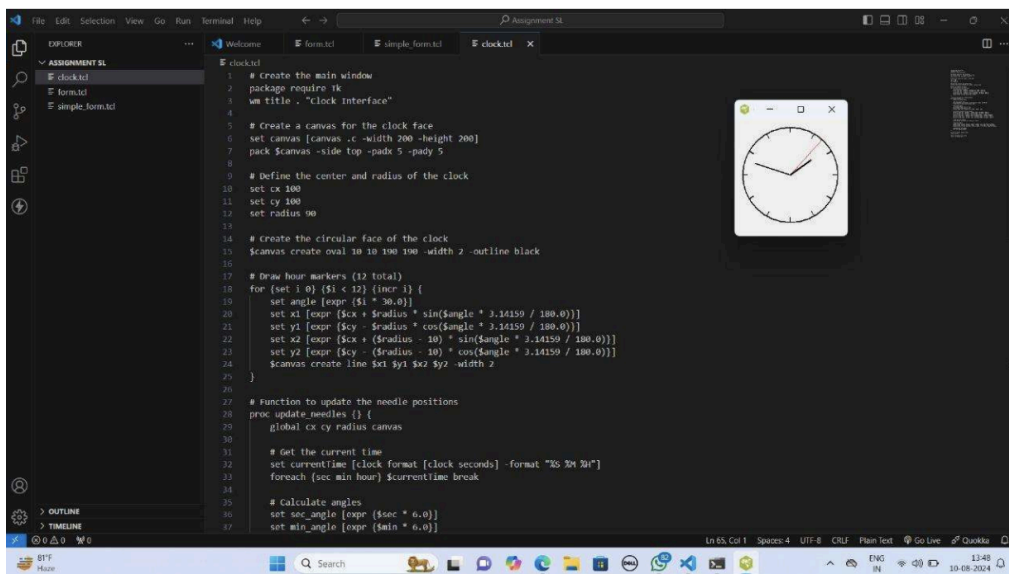 File Edit Selection View Go Run Terminal Help
Assignment SL
EXPLORER
ASSIGNMENT SL
clock.tcl
form.tcl
simple_form.tcl
OUTLINE
TIMELINE
Welcome
form.tcl
simple_form.tcl
clock.tcl
clock.tcl
1 # Create the main window
2 package require Tk
3 wm title . "Clock Interface"
4
5 # Create a canvas for the clock face
6 set canvas [canvas .c -width 200 -height 200]
7 pack $canvas -side top -padx 5 -pady 5
8
9 # Define the center and radius of the clock
10 set cx 100
11 set cy 100
12 set radius 90
13
14 # Create the circular face of the clock
15 $canvas create oval 10 10 190 190 -width 2 -outline black
16
17 # Draw hour markers (12 total)
18 for {set i 0} {$i < 12} {incr i} {
19 set angle [expr {$i * 30.0}]
20 set x1 [expr {$cx + $radius * sin($angle * 3.14159 / 180.0)}]
21 set y1 [expr {$cy - $radius * cos($angle * 3.14159 / 180.0)}]
22 set x2 [expr {$cx + ($radius - 10) * sin($angle * 3.14159 / 180.0)}]
23 set y2 [expr {$cy - ($radius - 10) * cos($angle * 3.14159 / 180.0)}]
24 $canvas create line $x1 $y1 $x2 $y2 -width 2
25 }
26
27 # Function to update the needle positions
28 proc update_needles {} {
29 global cx cy radius canvas
30
31 # Get the current time
32 set currentTime [clock format [clock seconds] -format "%S %M %H"]
33 foreach {sec min hour} $currentTime break
34
35 # Calculate angles
36 set sec_angle [expr {$sec * 6.0}]
37 set min_angle [expr {$min * 6.0}]
0 0 0
Ln 65, Col 1 Spaces: 4 UTF-8 CRLF Plain Text Go Live Quokka
81°F
Haze
Search
DELL
ENG
IN
13:48
10-08-2024